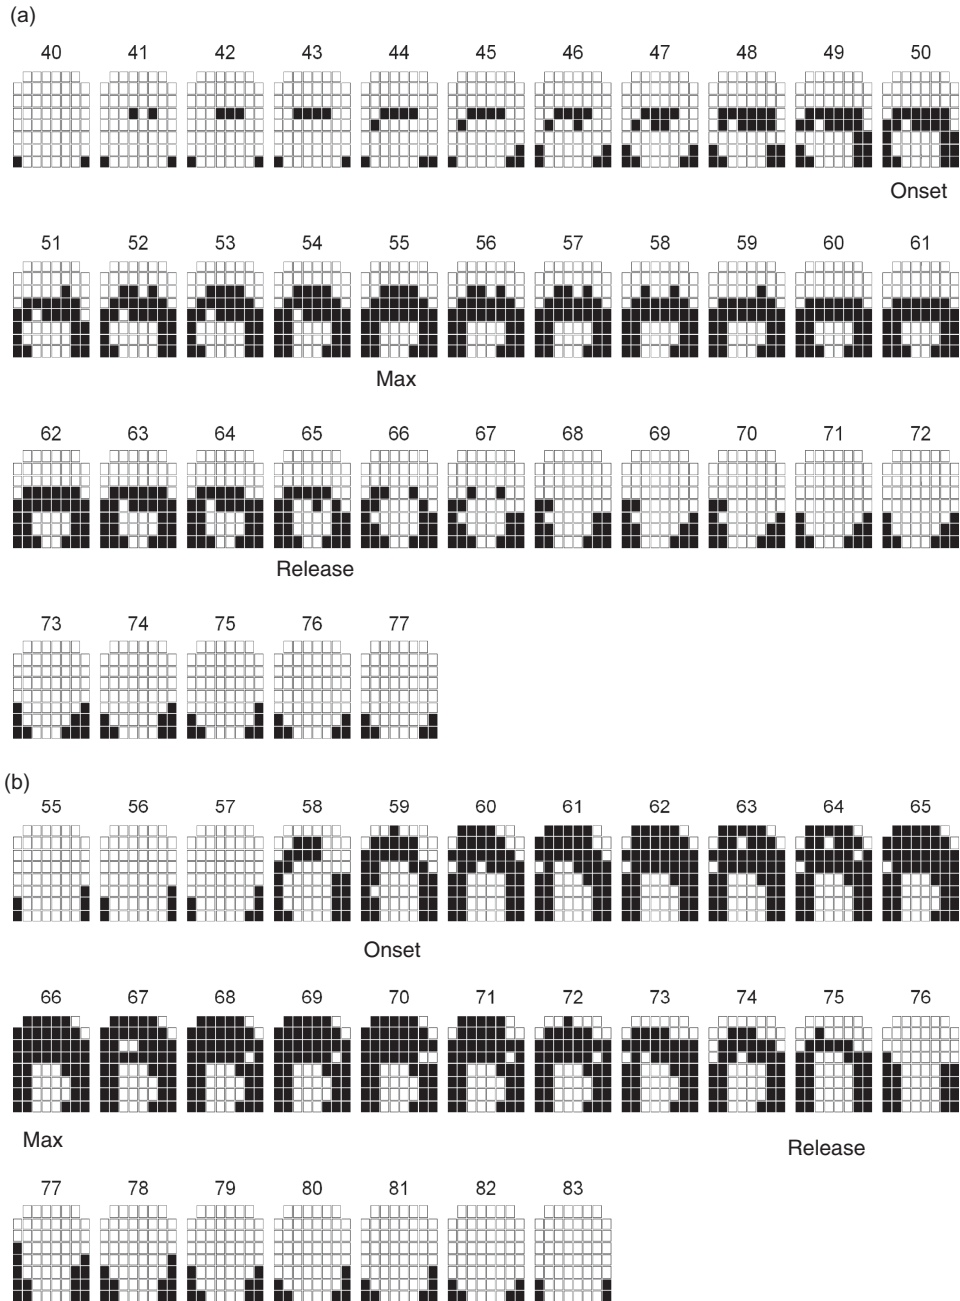 (a)
40 41 42 43 44 45 46 47 48 49 50
Onset
51 52 53 54 55 56 57 58 59 60 61
Max
62 63 64 65 66 67 68 69 70 71 72
Release
73 74 75 76 77
(b)
55 56 57 58 59 60 61 62 63 64 65
Onset
66 67 68 69 70 71 72 73 74 75 76
Max Release
77 78 79 80 81 82 83